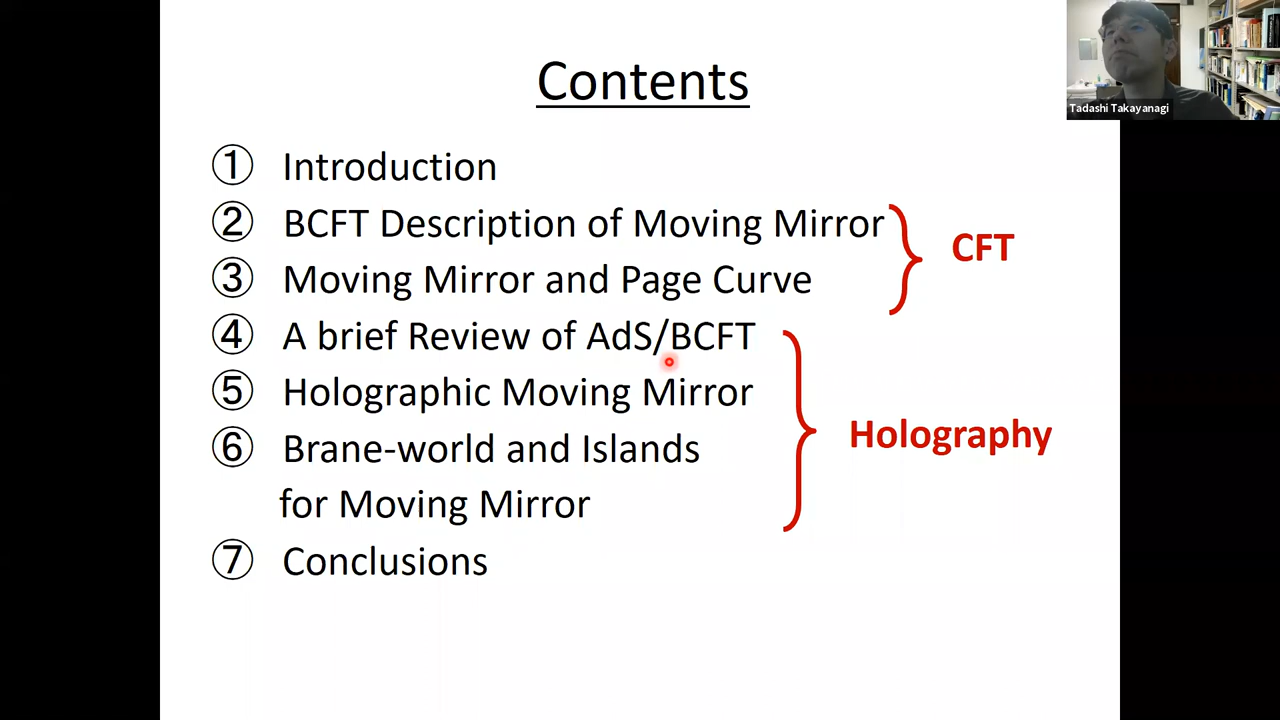 Contents
Tadashi Takayanagi
① Introduction
② BCFT Description of Moving Mirror
③ Moving Mirror and Page Curve
CFT
④ A brief Review of AdS/BCFT
⑤ Holographic Moving Mirror
⑥ Brane-world and Islands
for Moving Mirror
Holography
⑦ Conclusions